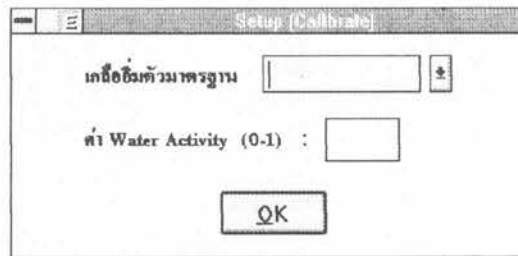 Setup (Calibrate)
เกลืออิ่มตัวมาตรฐาน
ค่า Water Activity (0-1) :
OK